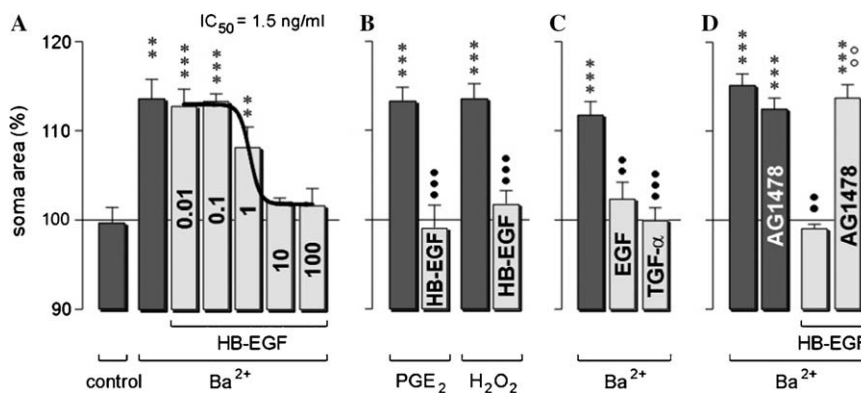 A IC50 = 1.5 ng/ml B C D
soma area (%)
120
110
100
90
** *** *** **
0.01 0.1 1 10 100
HB-EGF
control Ba2+
*** ••• *** •••
HB-EGF HB-EGF
PGE2 H2O2
*** •• •••
EGF TGF-α
Ba2+
*** *** •• *** °°
AG1478 AG1478
HB-EGF
Ba2+